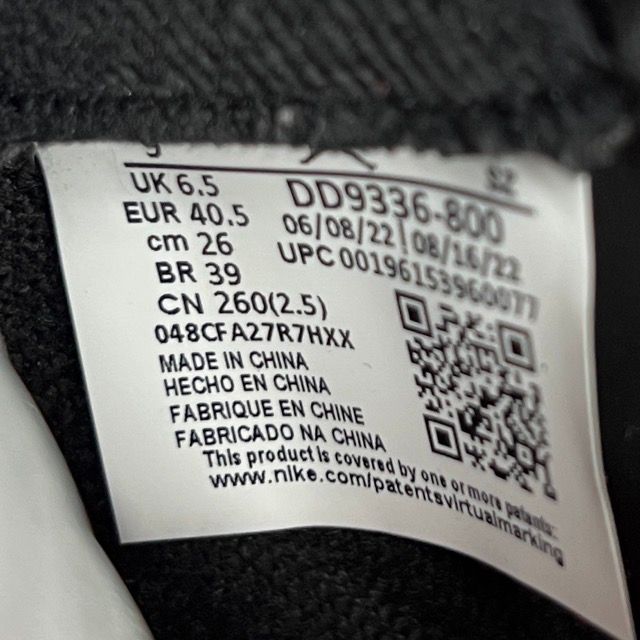 UK 6.5
EUR 40.5
cm 26
BR 39
CN 260(2.5)
048CFA27R7HXX
MADE IN CHINA
HECHO EN CHINA
FABRIQUE EN CHINE
FABRICADO NA CHINA
DD9336-800
06/08/22 | 08/16/22
UPC 00196153960077
This product is covered by one or more patents:
www.nike.com/patentsvirtualmarking